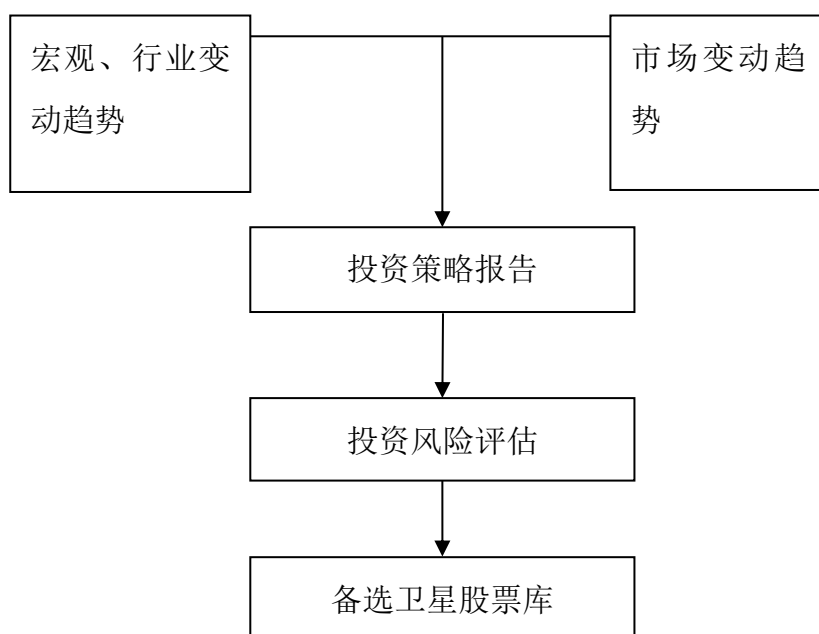 宏观、行业变
动趋势
市场变动趋
势
投资策略报告
投资风险评估
备选卫星股票库